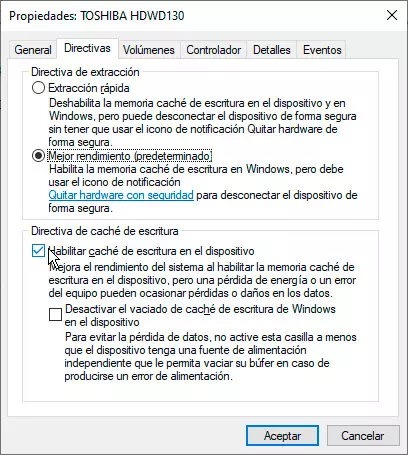 Propiedades: TOSHIBA HDWD130
General Directivas Volúmenes Controlador Detalles Eventos
Directiva de extracción
Extracción rápida
Deshabilita la memoria caché de escritura en el dispositivo y en
Windows, pero puede desconectar el dispositivo de forma segura
sin tener que usar el icono de notificación Quitar hardware de
forma segura.
Mejor rendimiento (predeterminado)
Habilita la memoria caché de escritura en Windows, pero debe
usar el icono de notificación
Quitar hardware con seguridad para desconectar el dispositivo de
forma segura.
Directiva de caché de escritura
Habilitar caché de escritura en el dispositivo
Mejora el rendimiento del sistema al habilitar la memoria caché de
escritura en el dispositivo, pero una pérdida de energía o un error
del equipo pueden ocasionar pérdidas o daños en los datos.
Desactivar el vaciado de caché de escritura de Windows
en el dispositivo
Para evitar la pérdida de datos, no active esta casilla a menos
que el dispositivo tenga una fuente de alimentación
independiente que le permita vaciar su búfer en caso de
producirse un error de alimentación.
Aceptar Cancelar